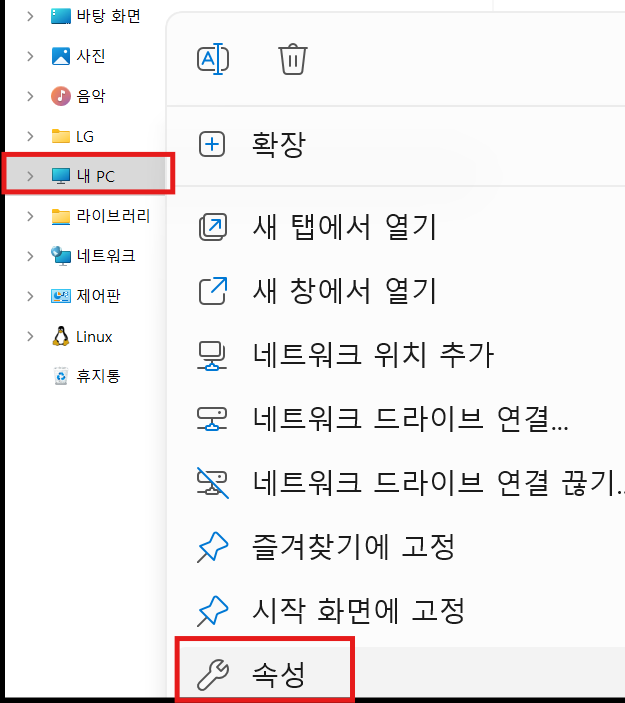 바탕 화면
사진
음악
LG
내 PC
라이브러리
네트워크
제어판
Linux
휴지통
A
확장
새 탭에서 열기
새 창에서 열기
네트워크 위치 추가
네트워크 드라이브 연결...
네트워크 드라이브 연결 끊기..
즐겨찾기에 고정
시작 화면에 고정
속성